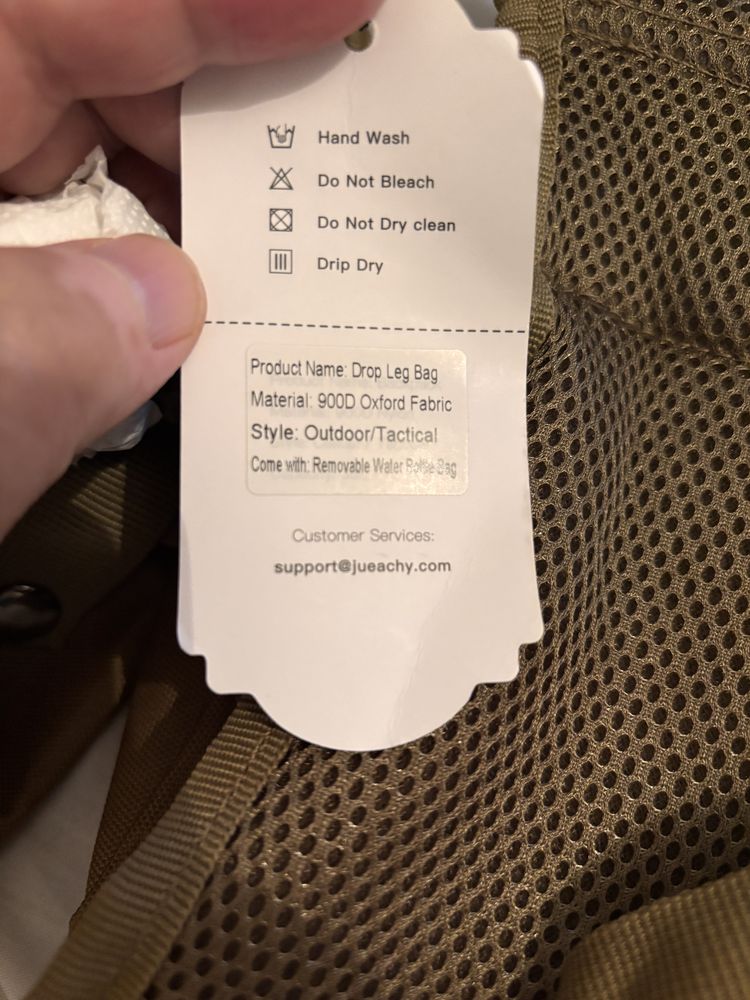 Hand Wash
Do Not Bleach
Do Not Dry clean
Drip Dry
Product Name: Drop Leg Bag
Material: 900D Oxford Fabric
Style: Outdoor/Tactical
Come with: Removable Water Bottle Bag
Customer Services:
support@jueachy.com